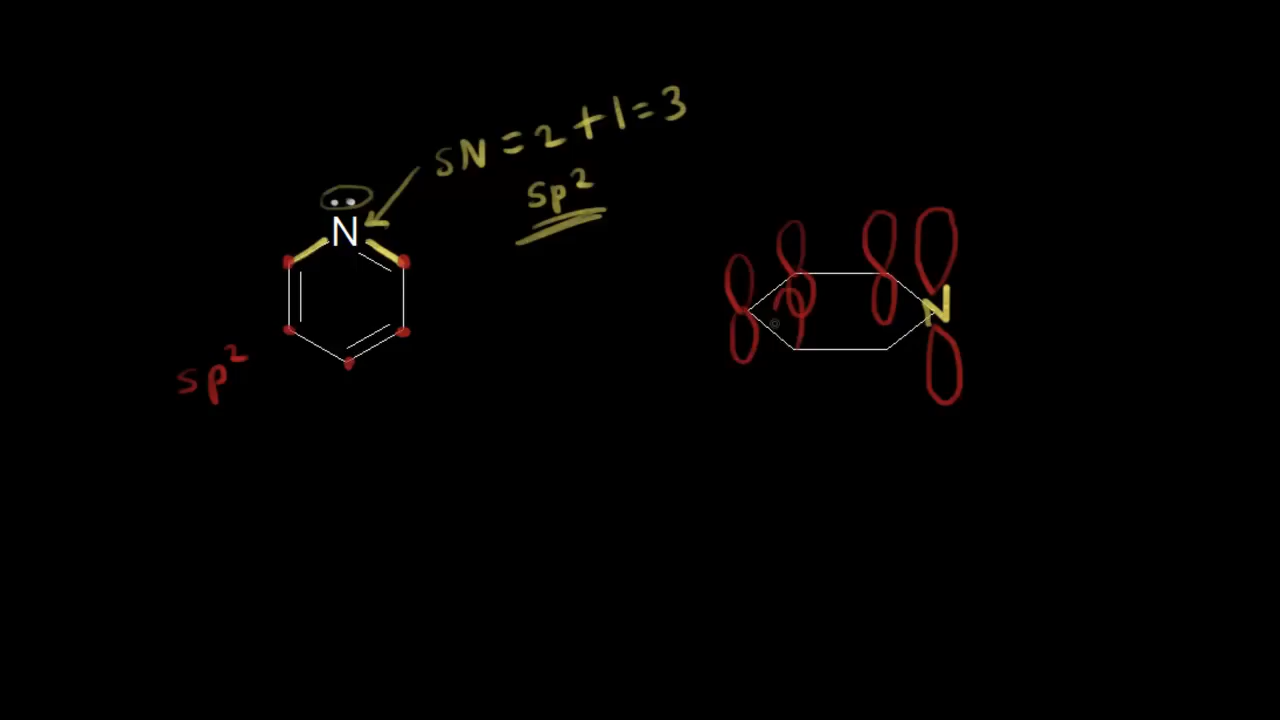 SN = 2 + 1 = 3
sp²
N
N
sp²